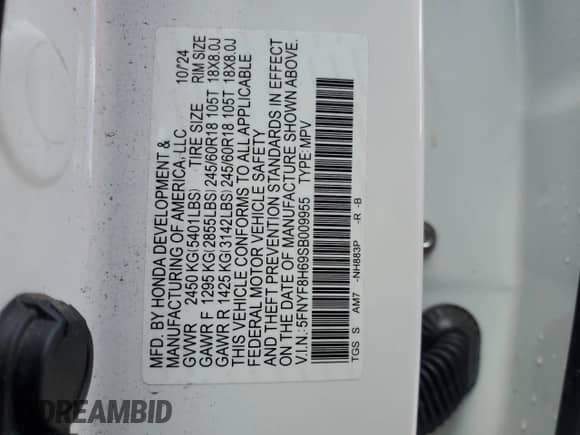 MFD. BY HONDA DEVELOPMENT &
MANUFACTURING OF AMERICA, LLC 10/24
GVWR 2450 KG(5401LBS) TIRE SIZE RIM SIZE
GAWR F 1295 KG(2855LBS) 245/60R18 105T 18X8.0J
GAWR R 1425 KG(3142LBS) 245/60R18 105T 18X8.0J
THIS VEHICLE CONFORMS TO ALL APPLICABLE
FEDERAL MOTOR VEHICLE SAFETY
AND THEFT PREVENTION STANDARDS IN EFFECT
ON THE DATE OF MANUFACTURE SHOWN ABOVE.
V.I.N.: 5FNYF8H69SB009955 TYPE: MPV
TGS S AM7 -NH883P -R -B
DREAMBID